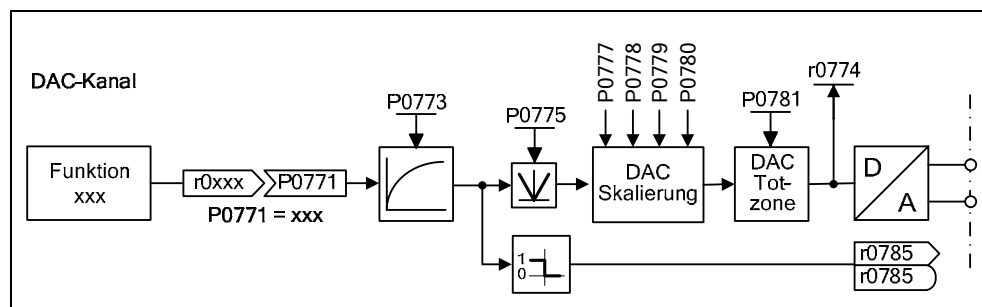 DAC-Kanal
P0773
P0775
P0777
P0778
P0779
P0780
P0781
r0774
Funktion
xxx
r0xxx
P0771
P0771 = xxx
DAC
Skalierung
DAC
Tot-
zone
D
A
1
0
r0785
r0785